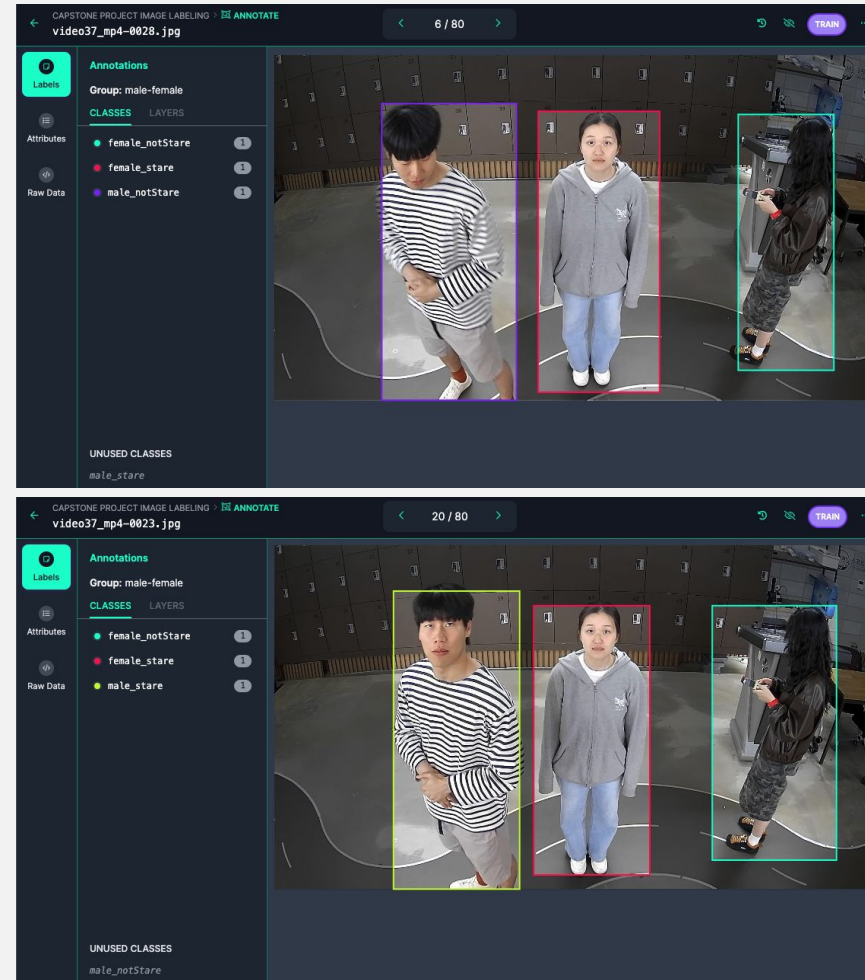 CAPSTONE PROJECT IMAGE LABELING > ANNOTATE
video37_mp4-0028.jpg
6 / 80
TRAIN
Labels
Attributes
Raw Data
Annotations
Group: male-female
CLASSES LAYERS
female_notStare 1
female_stare 1
male_notStare 1
UNUSED CLASSES
male_stare
CAPSTONE PROJECT IMAGE LABELING > ANNOTATE
video37_mp4-0023.jpg
20 / 80
TRAIN
Labels
Attributes
Raw Data
Annotations
Group: male-female
CLASSES LAYERS
female_notStare 1
female_stare 1
male_stare 1
UNUSED CLASSES
male_notStare